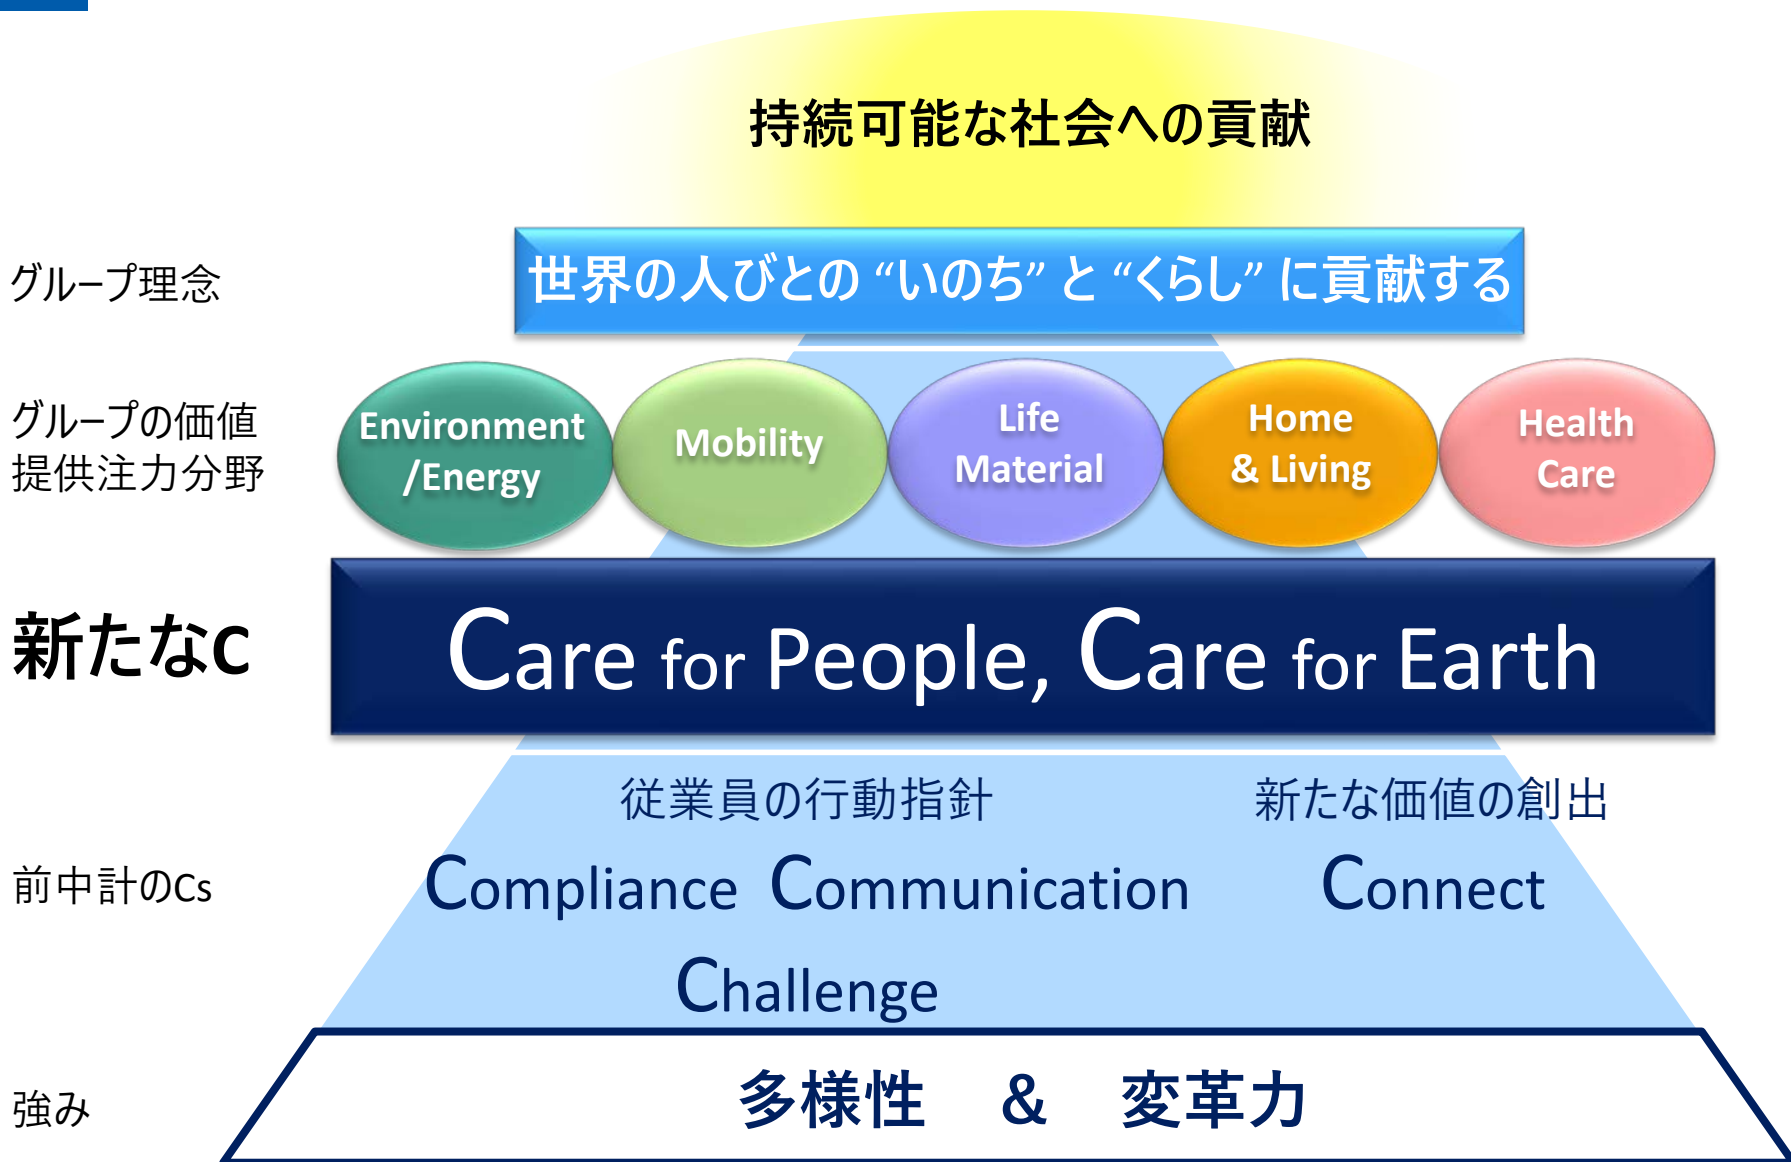 持続可能な社会への貢献
グループ理念
世界の人びとの “いのち” と “くらし” に貢献する
グループの価値
提供注力分野
Environment
/Energy
Mobility
Life
Material
Home
& Living
Health
Care
新たなC
Care for People, Care for Earth
従業員の行動指針
新たな価値の創出
前中計のCs
Compliance Communication
Connect
Challenge
強み
多様性 & 変革力